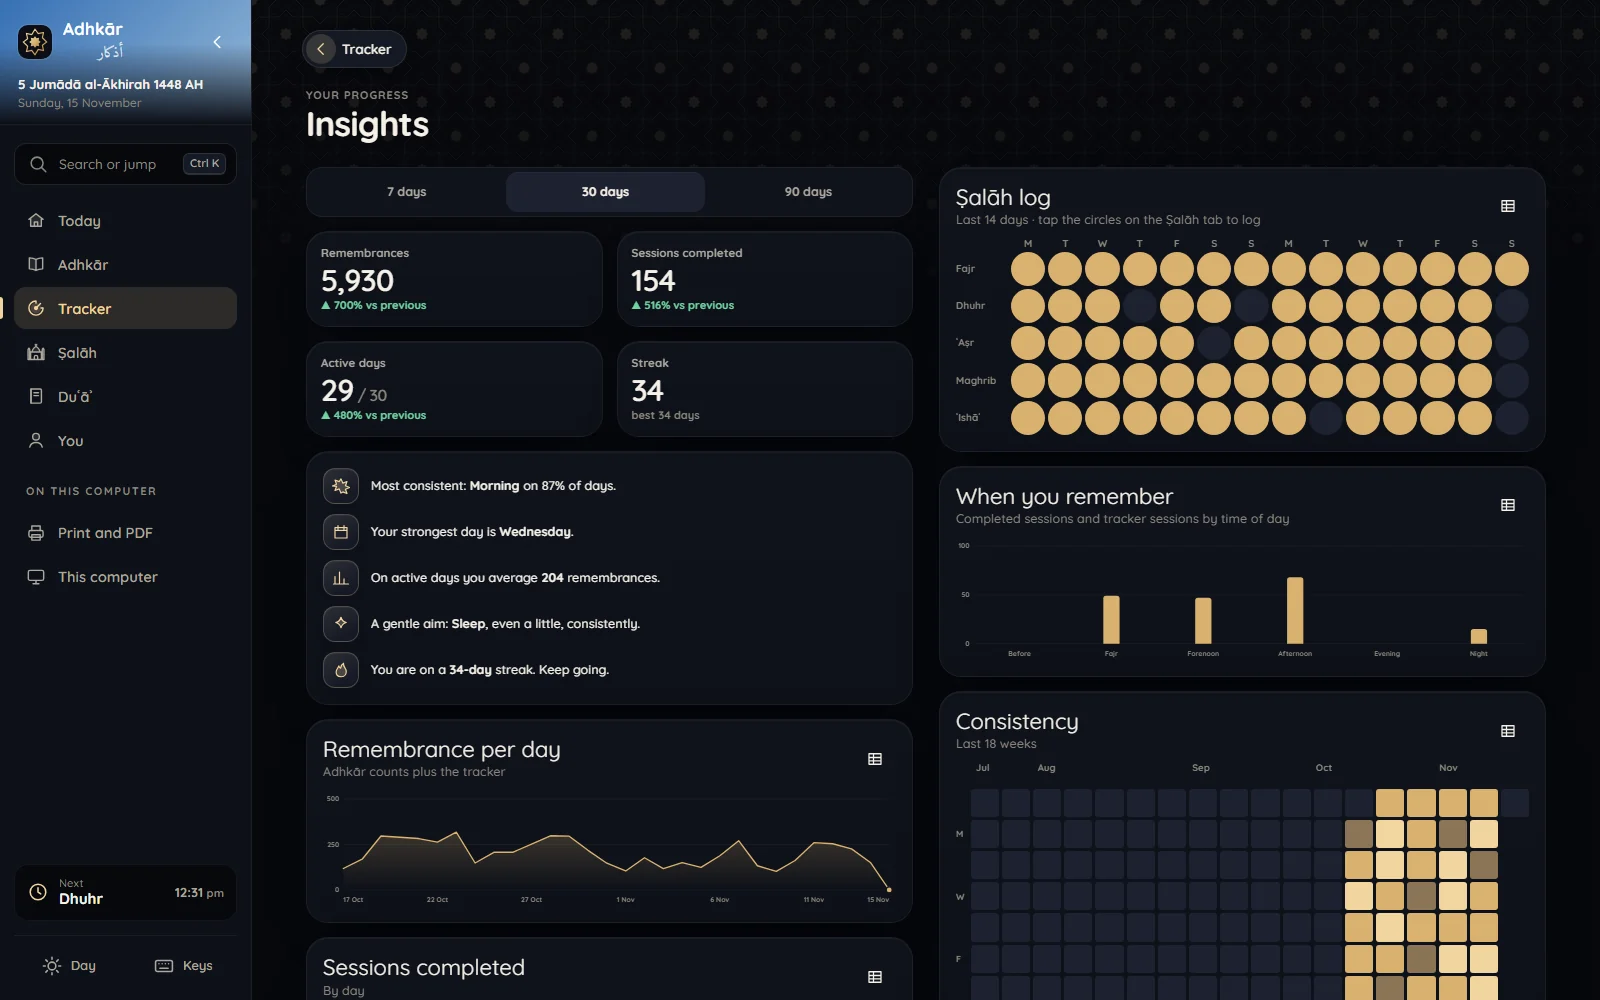 Adhkār
أذكار
5 Jumādā al-Ākhirah 1448 AH
Sunday, 15 November
Search or jump
Ctrl K
Today
Adhkār
Tracker
Ṣalāh
Duʿāʾ
You
ON THIS COMPUTER
Print and PDF
This computer
Next
Dhuhr
12:31 pm
Day
Keys
Tracker
YOUR PROGRESS
Insights
7 days
30 days
90 days
Remembrances
5,930
▲ 700% vs previous
Sessions completed
154
▲ 516% vs previous
Active days
29 / 30
▲ 480% vs previous
Streak
34
best 34 days
Most consistent: Morning on 87% of days.
Your strongest day is Wednesday.
On active days you average 204 remembrances.
A gentle aim: Sleep, even a little, consistently.
You are on a 34-day streak. Keep going.
Remembrance per day
Adhkār counts plus the tracker
500
250
0
17 Oct 22 Oct 27 Oct 1 Nov 6 Nov 11 Nov 15 Nov
Sessions completed
By day
Ṣalāh log
Last 14 days · tap the circles on the Ṣalāh tab to log
M T W T F S S M T W T F S S
Fajr
Dhuhr
ʿAṣr
Maghrib
ʿIshāʾ
When you remember
Completed sessions and tracker sessions by time of day
100
50
0
Before Fajr Forenoon Afternoon Evening Night
Consistency
Last 18 weeks
Jul Aug Sep Oct Nov
M
W
F